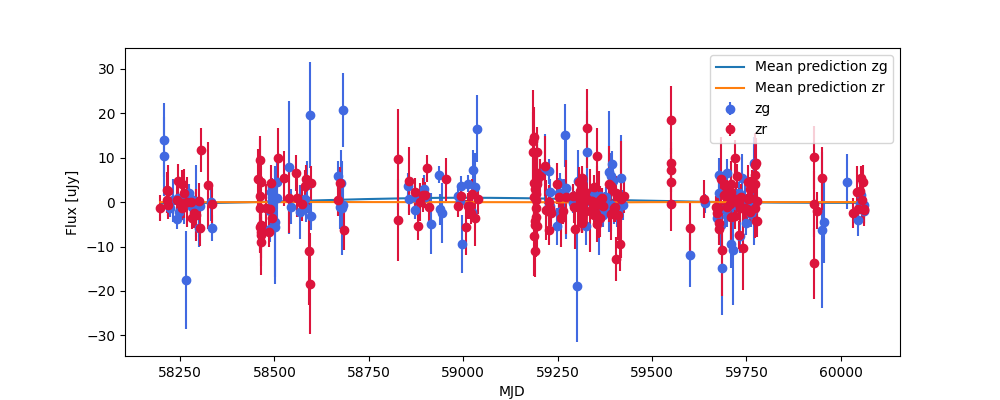 Flux [uJy]
30
20
10
0
−10
−20
−30
58250
58500
58750
59000
59250
59500
59750
60000
MJD
Mean prediction zg
Mean prediction zr
zg
zr